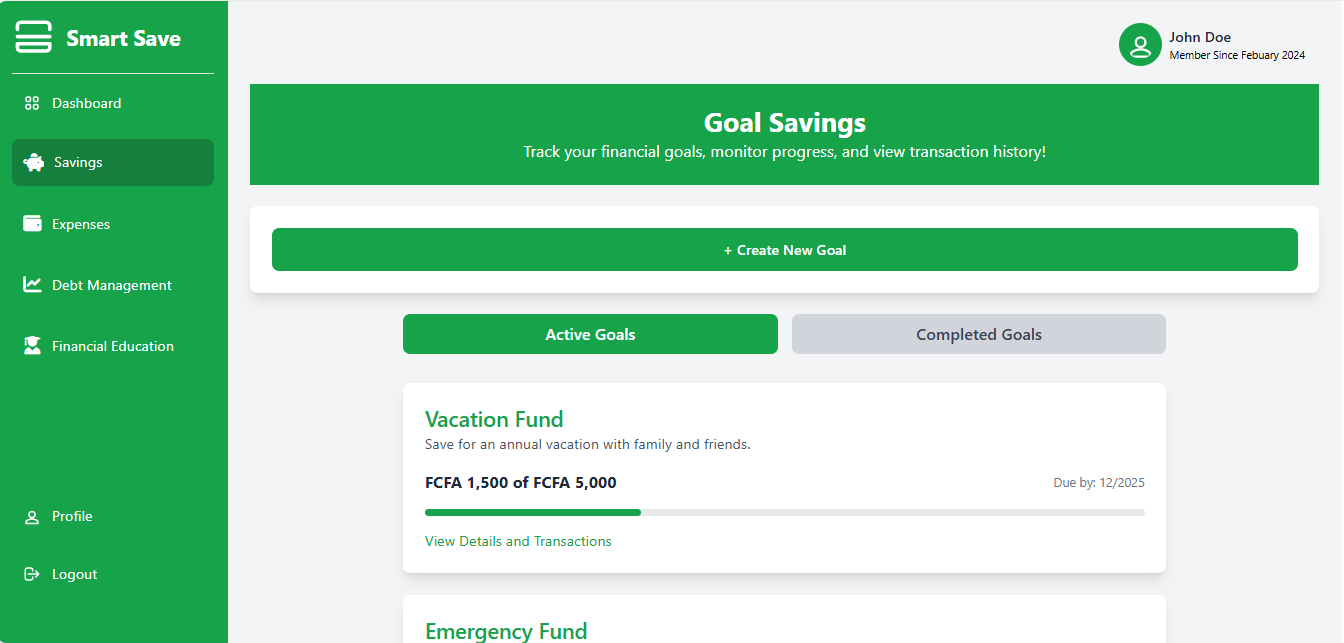 Smart Save
Dashboard
Savings
Expenses
Debt Management
Financial Education
Profile
Logout
John Doe
Member Since Febuary 2024
Goal Savings
Track your financial goals, monitor progress, and view transaction history!
+ Create New Goal
Active Goals
Completed Goals
Vacation Fund
Save for an annual vacation with family and friends.
FCFA 1,500 of FCFA 5,000
Due by: 12/2025
View Details and Transactions
Emergency Fund